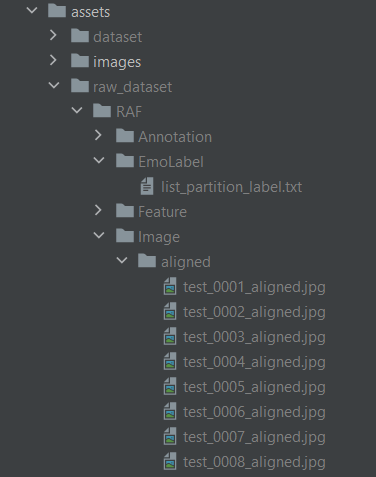 assets
dataset
images
raw_dataset
RAF
Annotation
EmoLabel
list_partition_label.txt
Feature
Image
aligned
test_0001_aligned.jpg
test_0002_aligned.jpg
test_0003_aligned.jpg
test_0004_aligned.jpg
test_0005_aligned.jpg
test_0006_aligned.jpg
test_0007_aligned.jpg
test_0008_aligned.jpg